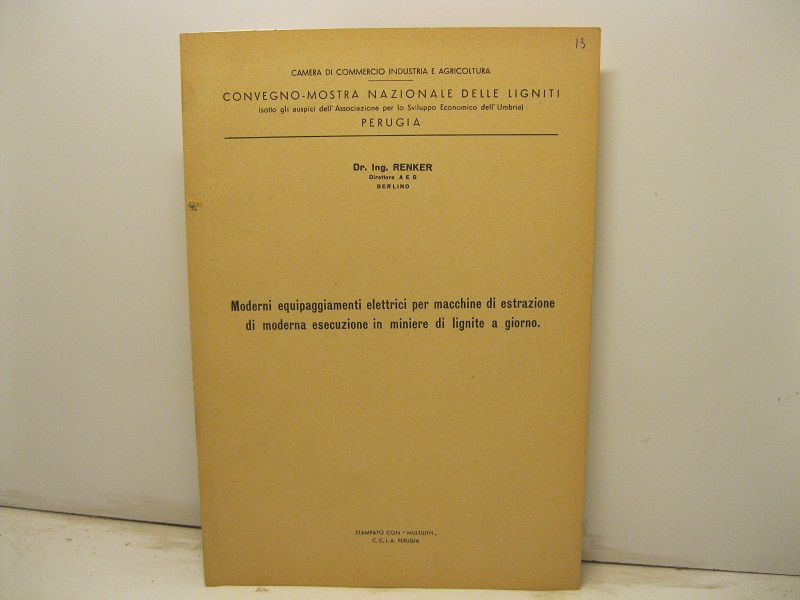 13
CAMERA DI COMMERCIO INDUSTRIA E AGRICOLTURA
CONVEGNO-MOSTRA NAZIONALE DELLE LIGNITI
(sotto gli auspici dell'Associazione per lo Sviluppo Economico dell'Umbria)
PERUGIA
Dr. Ing. RENKER
Direttore A E G
BERLINO
Moderni equipaggiamenti elettrici per macchine di estrazione
di moderna esecuzione in miniere di lignite a giorno.
STAMPATO CON "MULTILITH„
C. C. I. A. PERUGIA